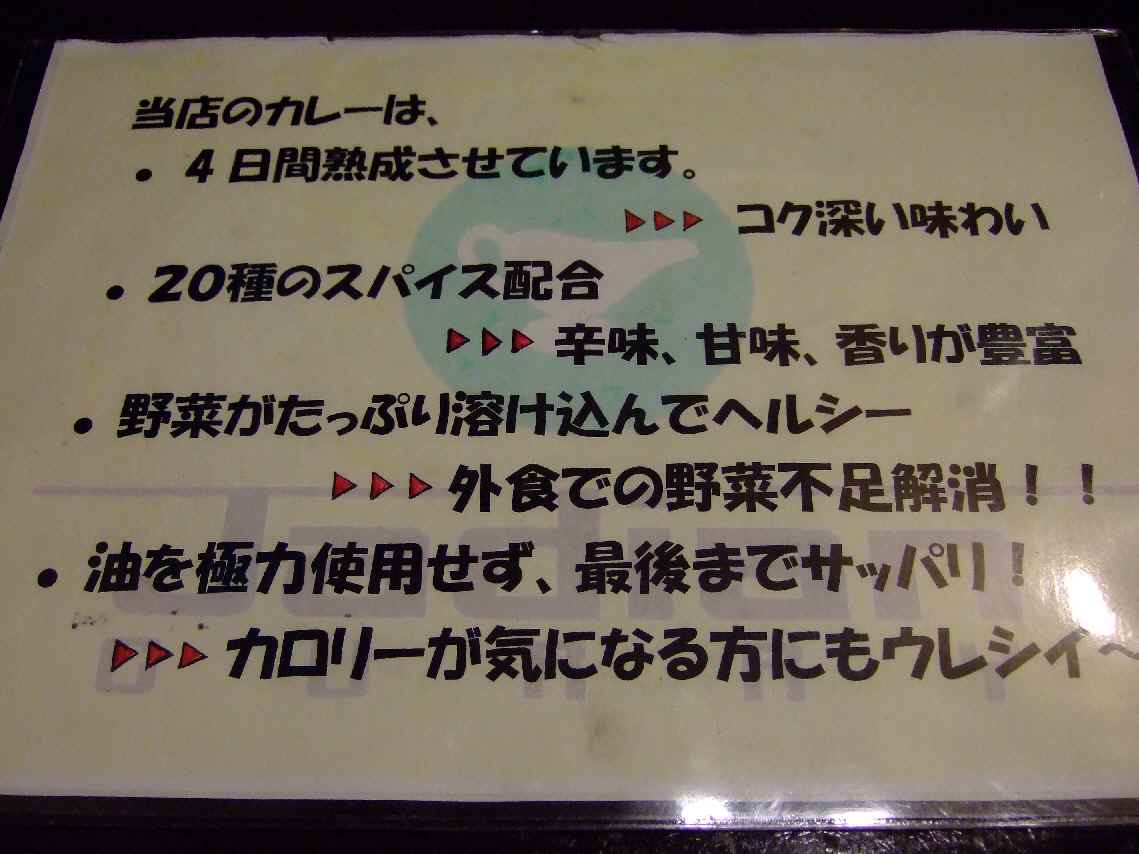 当店のカレーは、
・４日間熟成させています。
▶▶▶ コク深い味わい
・２０種のスパイス配合
▶▶▶ 辛味、甘味、香りが豊富
・野菜がたっぷり溶け込んでヘルシー
▶▶▶ 外食での野菜不足解消！！
・油を極力使用せず、最後までサッパリ！
▶▶▶ カロリーが気になる方にもウレシイ～